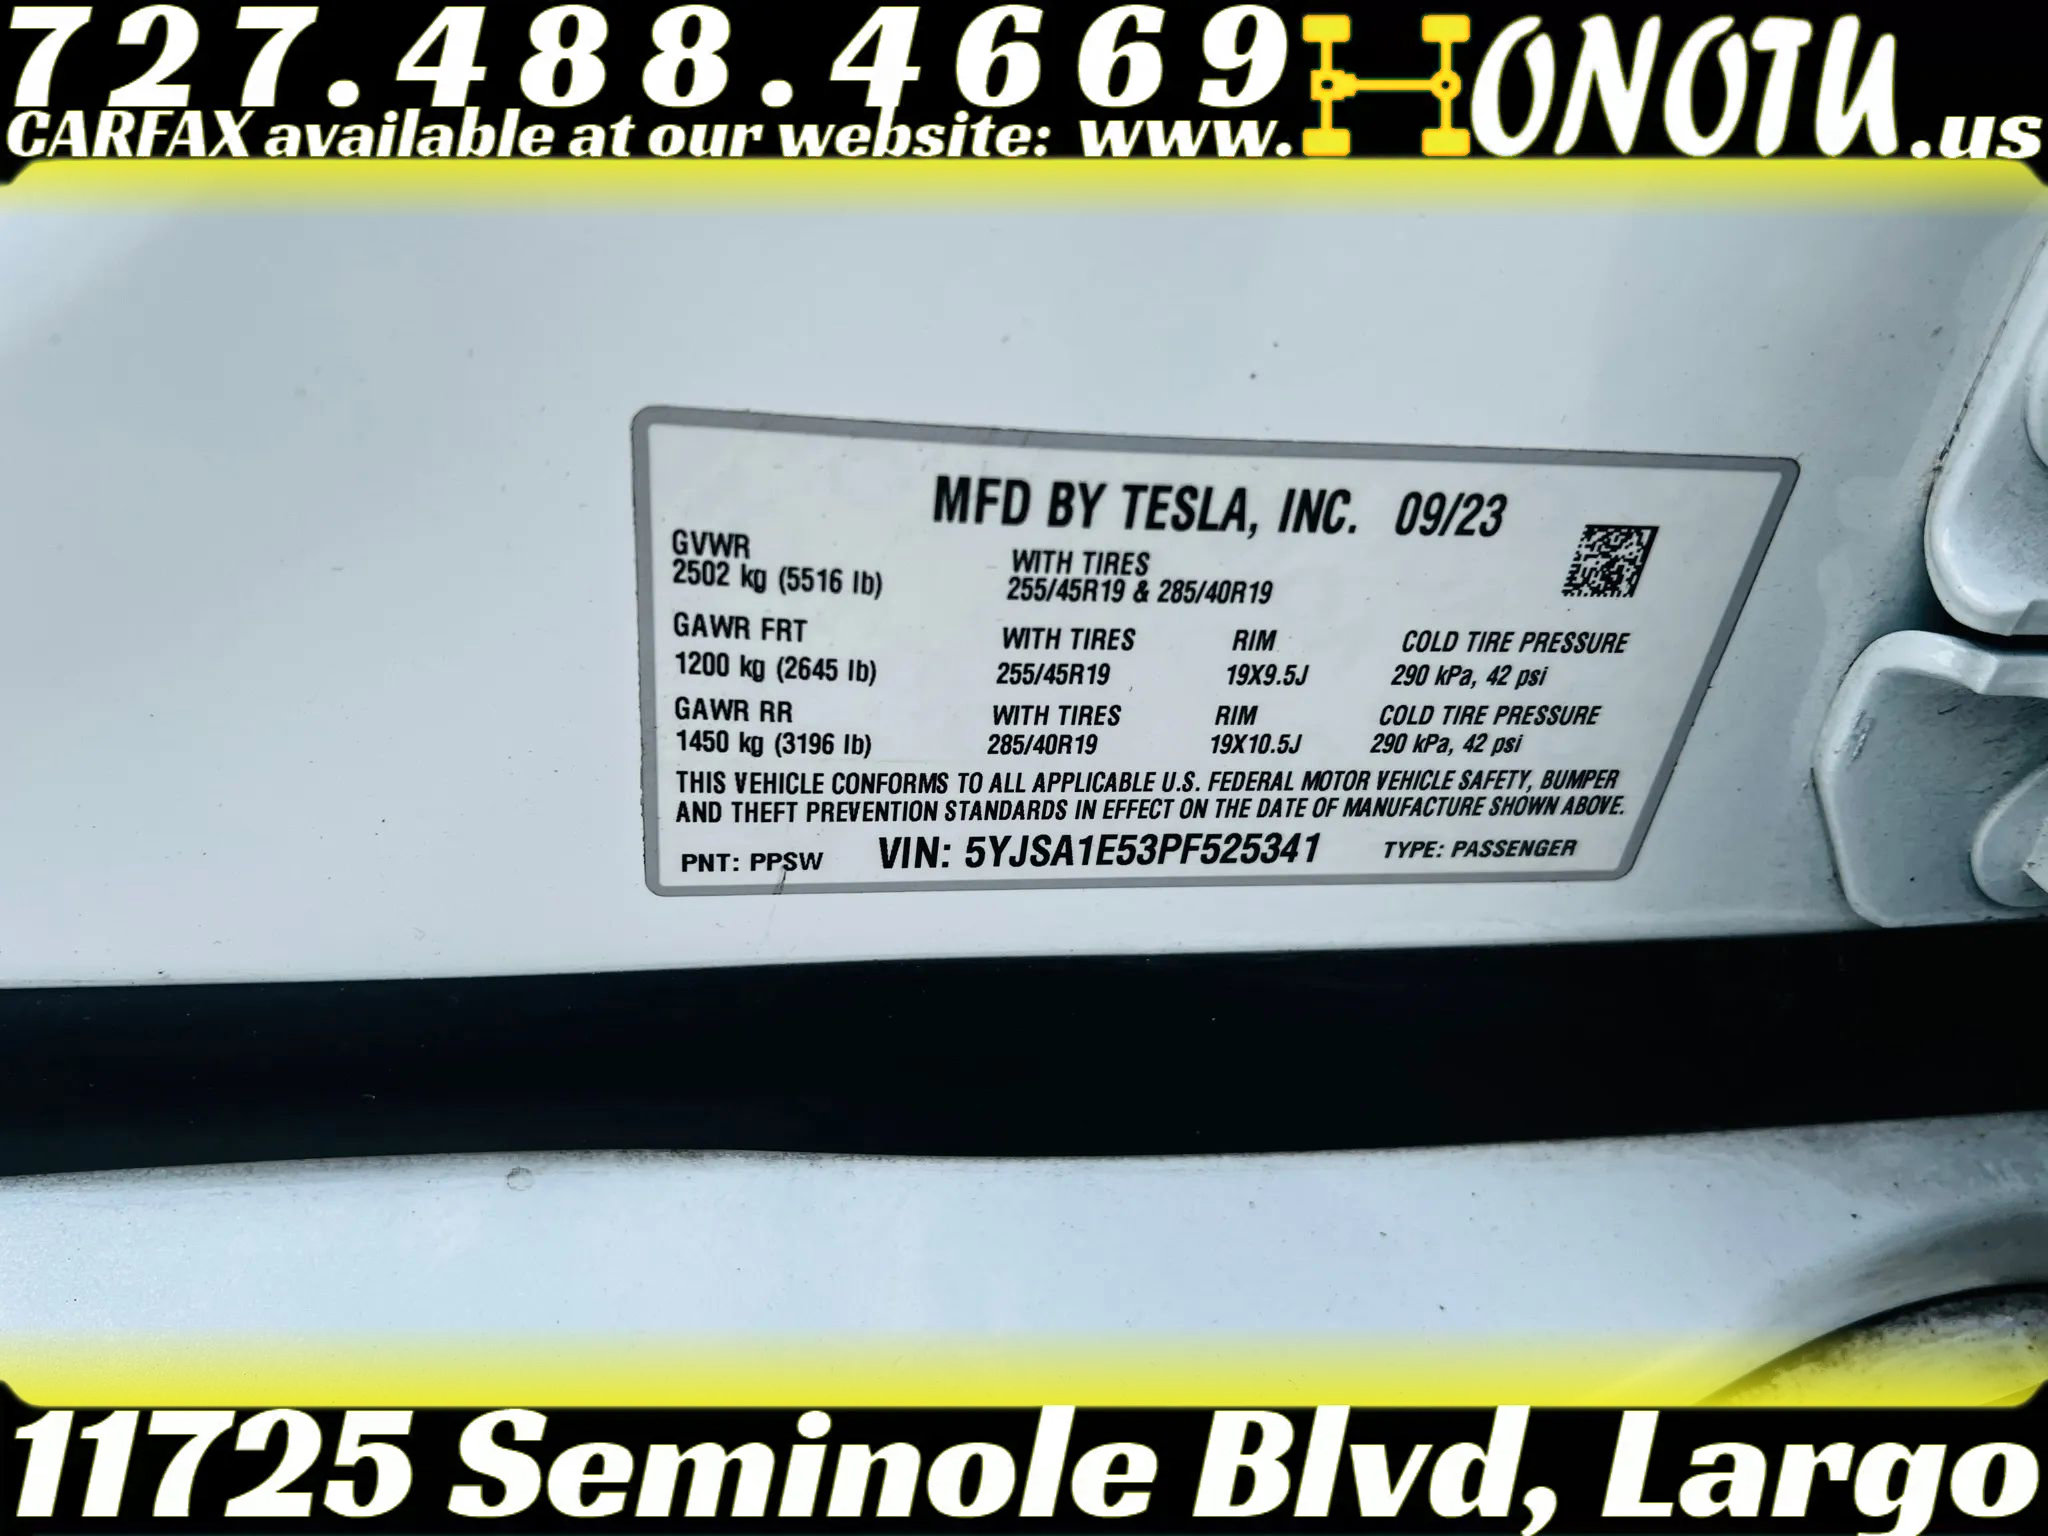 727.488.4669 HONOTU.us
CARFAX available at our website: www.
MFD BY TESLA, INC. 09/23
GVWR
2502 kg (5516 lb)
WITH TIRES
255/45R19 & 285/40R19
GAWR FRT WITH TIRES RIM COLD TIRE PRESSURE
1200 kg (2645 lb) 255/45R19 19X9.5J 290 kPa, 42 psi
GAWR RR WITH TIRES RIM COLD TIRE PRESSURE
1450 kg (3196 lb) 285/40R19 19X10.5J 290 kPa, 42 psi
THIS VEHICLE CONFORMS TO ALL APPLICABLE U.S. FEDERAL MOTOR VEHICLE SAFETY, BUMPER
AND THEFT PREVENTION STANDARDS IN EFFECT ON THE DATE OF MANUFACTURE SHOWN ABOVE.
PNT: PPSW VIN: 5YJSA1E53PF525341 TYPE: PASSENGER
11725 Seminole Blvd, Largo